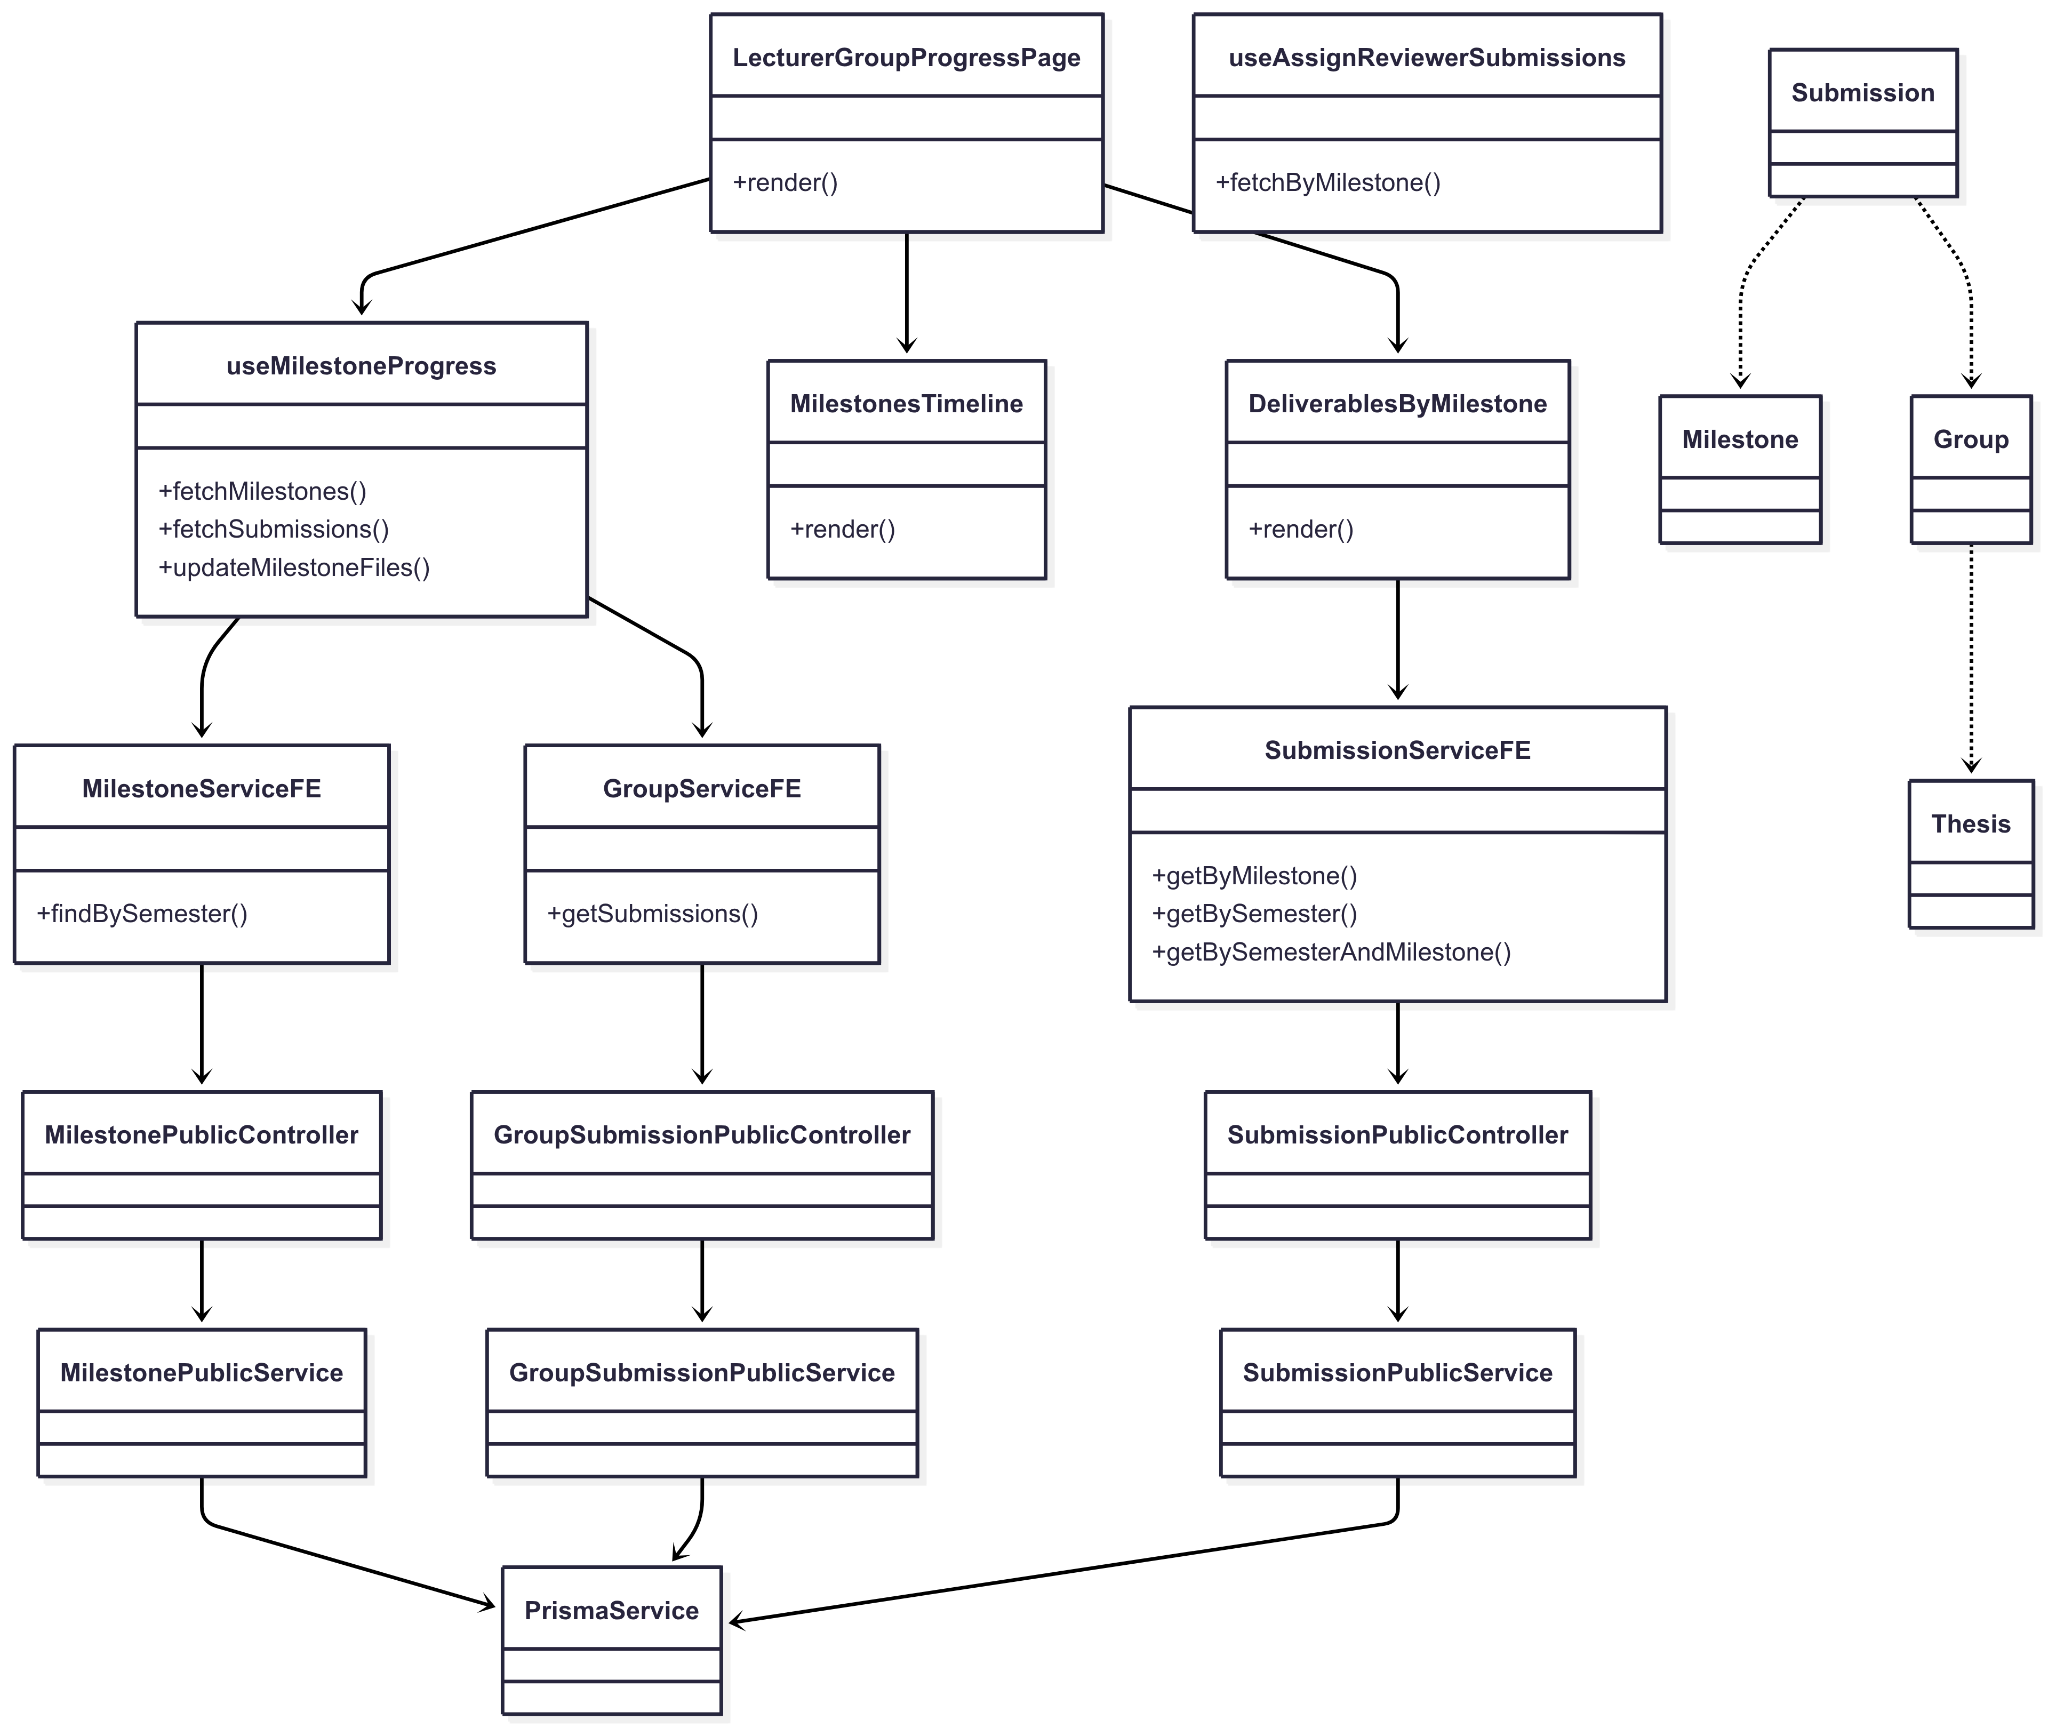 LecturerGroupProgressPage
+render()
useAssignReviewerSubmissions
+fetchByMilestone()
Submission
useMilestoneProgress
+fetchMilestones()
+fetchSubmissions()
+updateMilestoneFiles()
MilestonesTimeline
+render()
DeliverablesByMilestone
+render()
Milestone
Group
MilestoneServiceFE
+findBySemester()
GroupServiceFE
+getSubmissions()
SubmissionServiceFE
+getByMilestone()
+getBySemester()
+getBySemesterAndMilestone()
Thesis
MilestonePublicController
GroupSubmissionPublicController
SubmissionPublicController
MilestonePublicService
GroupSubmissionPublicService
SubmissionPublicService
PrismaService